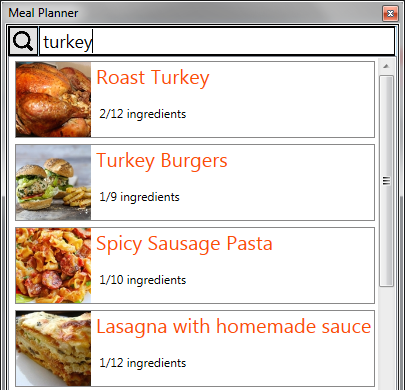 Meal Planner
turkey
Roast Turkey
2/12 ingredients
Turkey Burgers
1/9 ingredients
Spicy Sausage Pasta
1/10 ingredients
Lasagna with homemade sauce
1/12 ingredients